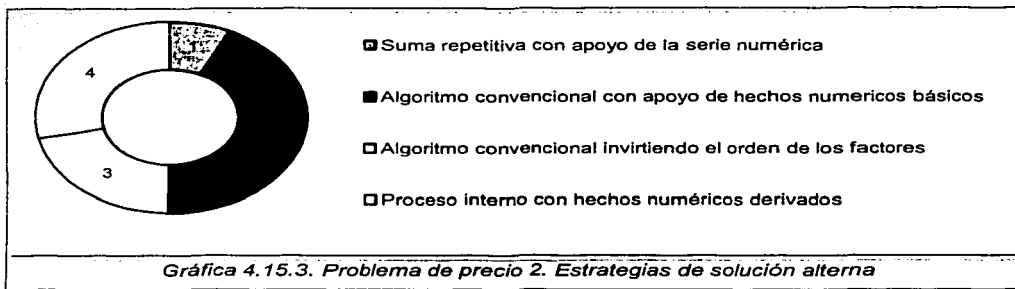 Suma repetitiva con apoyo de la serie numérica
4
Algoritmo convencional con apoyo de hechos numericos básicos
Algoritmo convencional invirtiendo el orden de los factores
3
Proceso interno con hechos numéricos derivados
Gráfica 4.15.3. Problema de precio 2. Estrategias de solución alterna